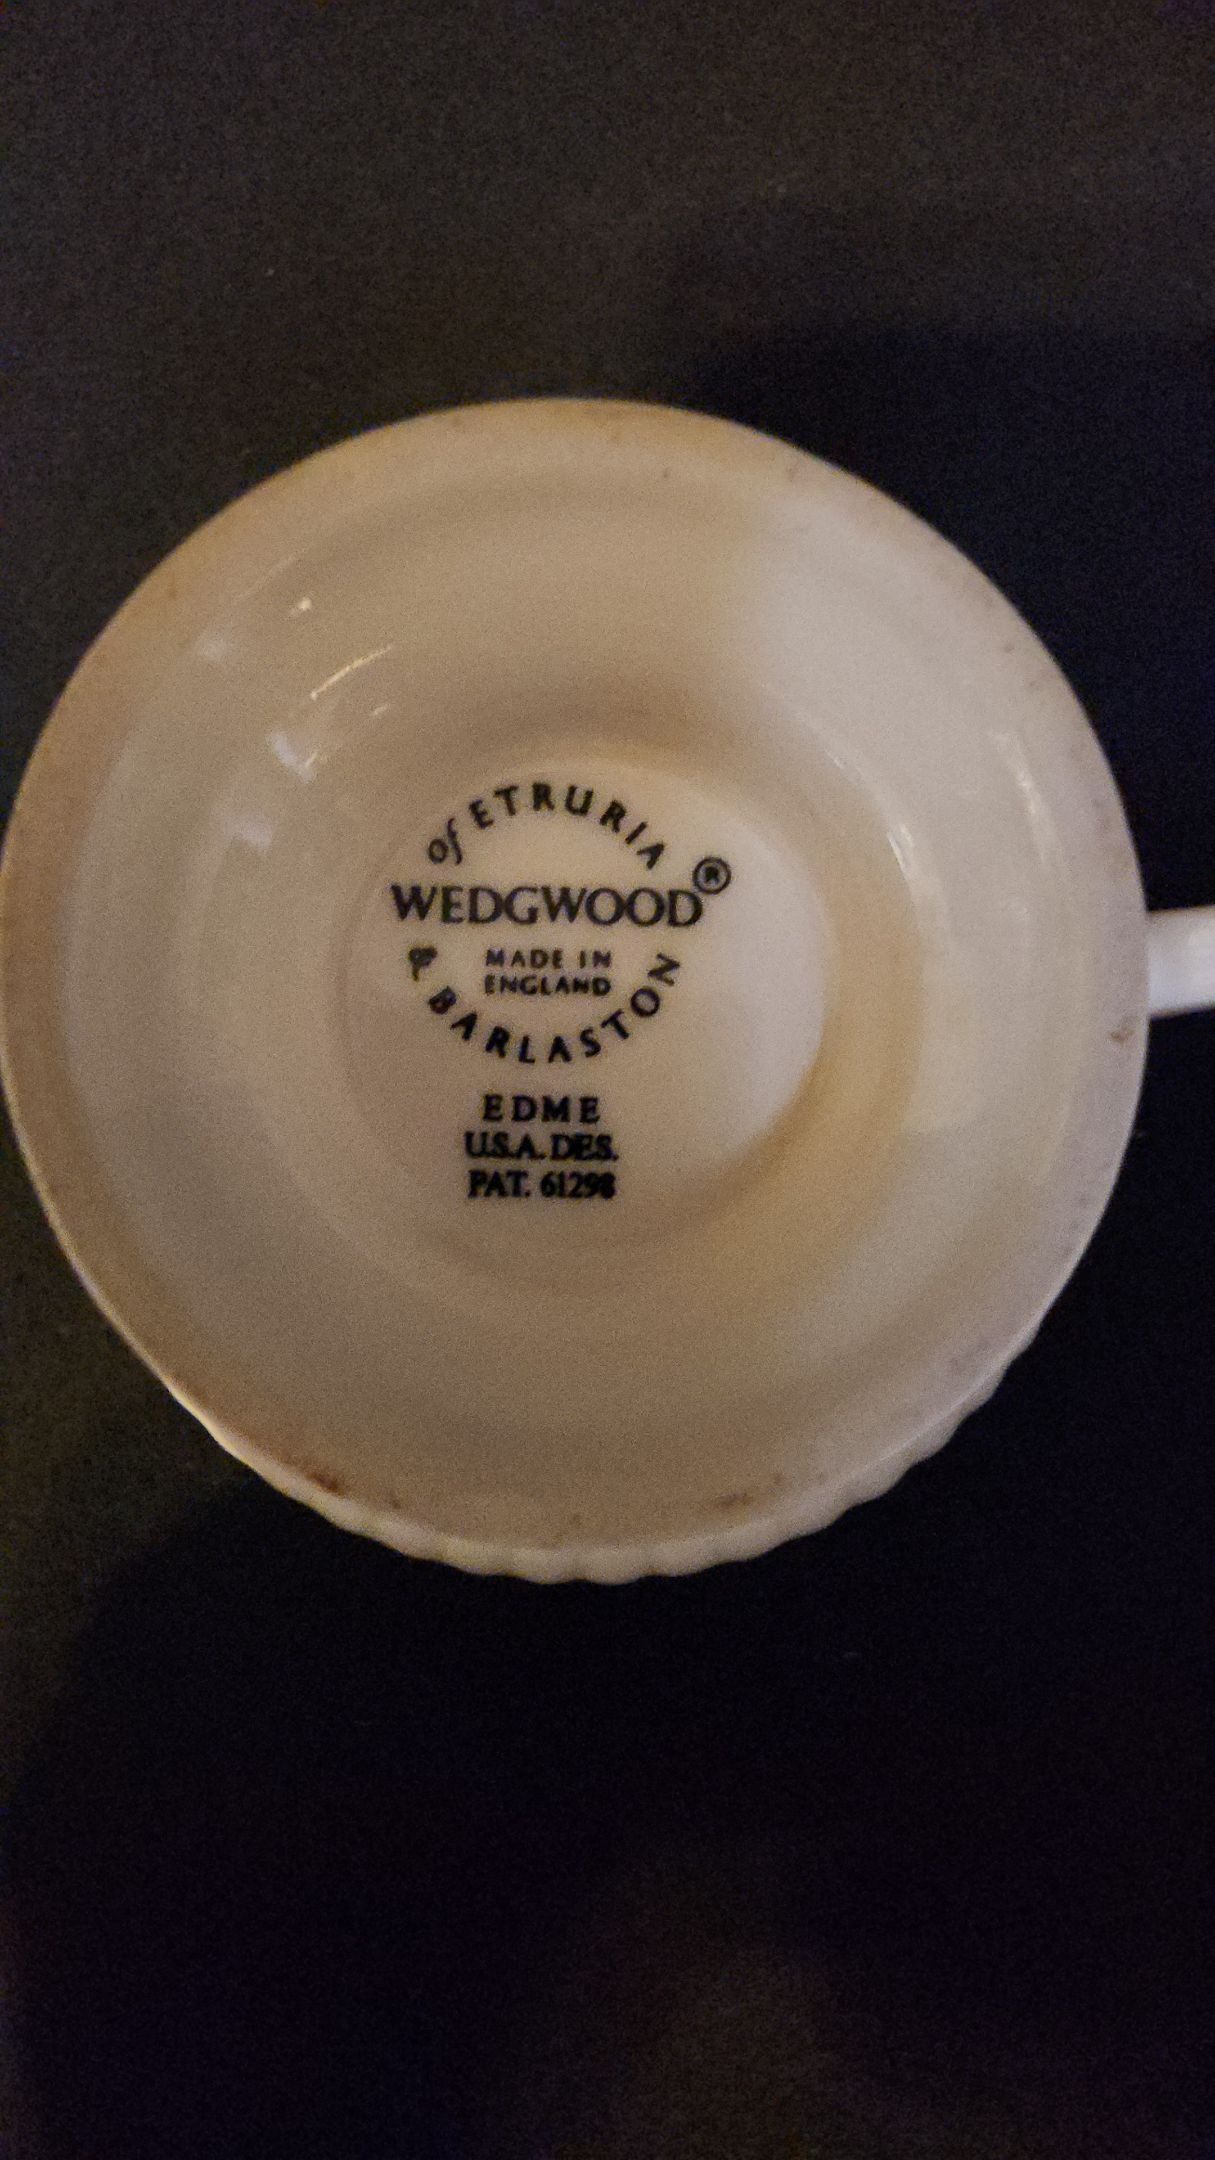 of ETRURIA
WEDGWOOD®
MADE IN
ENGLAND
& BARLASTON
EDME
U.S.A. DES.
PAT. 61298